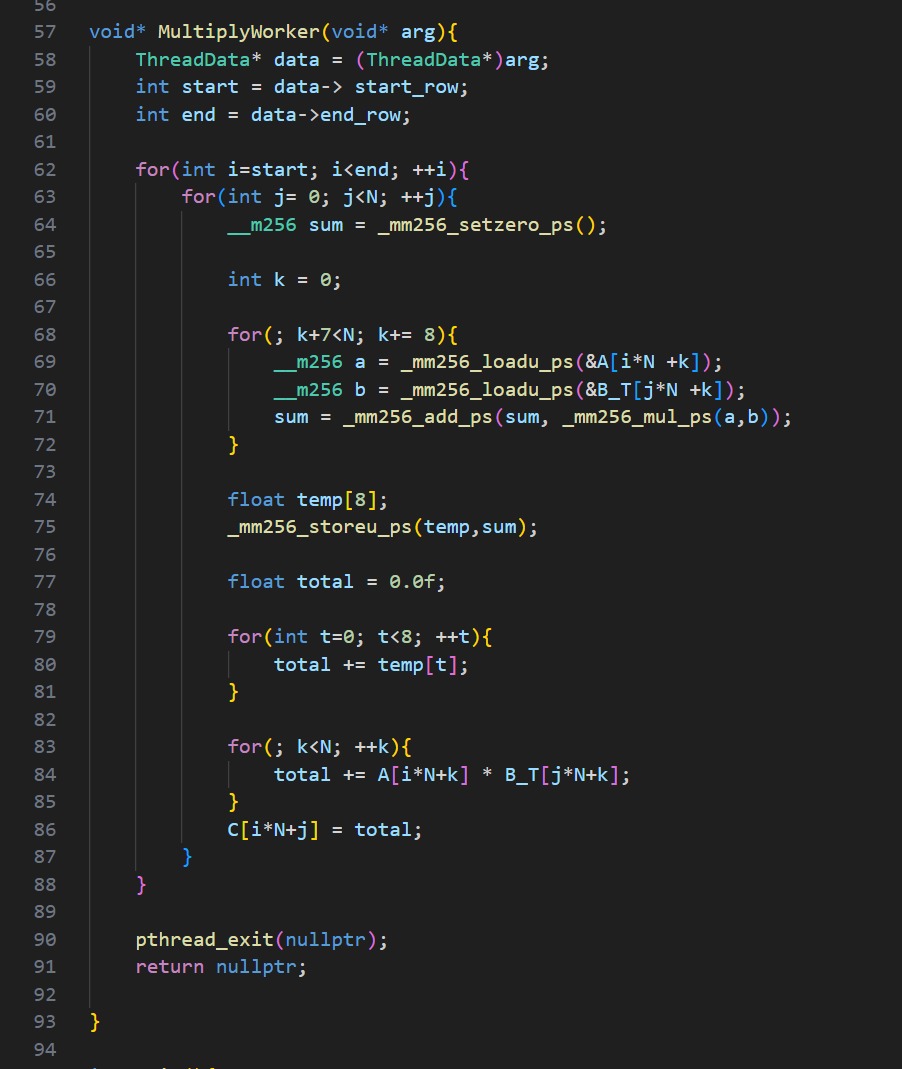 56
57 void* MultiplyWorker(void* arg){
58     ThreadData* data = (ThreadData*)arg;
59     int start = data-> start_row;
60     int end = data->end_row;
61
62     for(int i=start; i<end; ++i){
63         for(int j= 0; j<N; ++j){
64             __m256 sum = _mm256_setzero_ps();
65
66             int k = 0;
67
68             for(; k+7<N; k+= 8){
69                 __m256 a = _mm256_loadu_ps(&A[i*N +k]);
70                 __m256 b = _mm256_loadu_ps(&B_T[j*N +k]);
71                 sum = _mm256_add_ps(sum, _mm256_mul_ps(a,b));
72             }
73
74             float temp[8];
75             _mm256_storeu_ps(temp,sum);
76
77             float total = 0.0f;
78
79             for(int t=0; t<8; ++t){
80                 total += temp[t];
81             }
82
83             for(; k<N; ++k){
84                 total += A[i*N+k] * B_T[j*N+k];
85             }
86             C[i*N+j] = total;
87         }
88     }
89
90     pthread_exit(nullptr);
91     return nullptr;
92
93 }
94